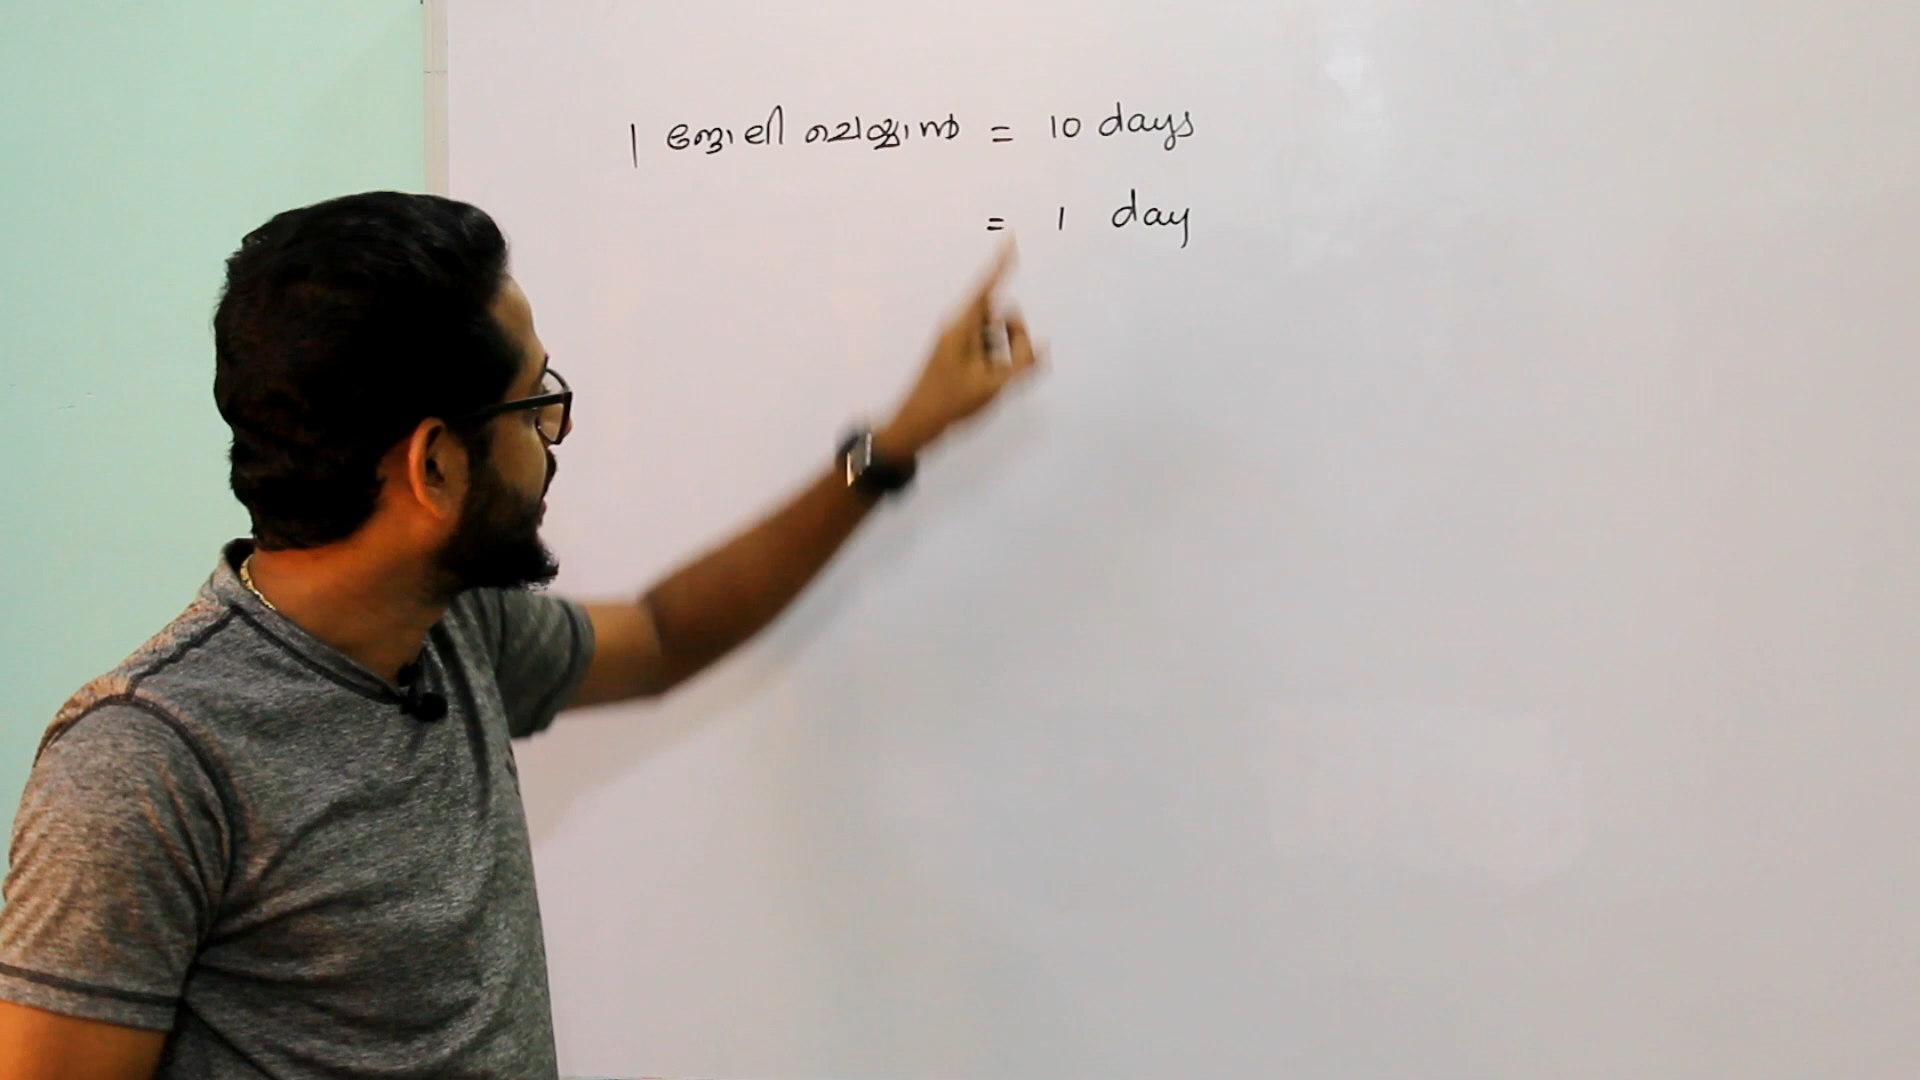 1 ജോലി ചെയ്യാൻ = 10 days
= 1 day